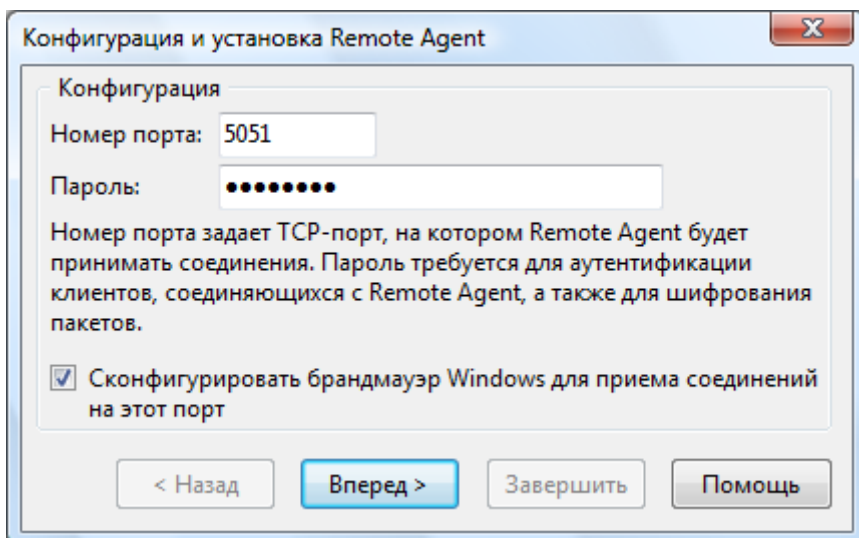 Конфигурация и установка Remote Agent
Конфигурация
Номер порта: 5051
Пароль: ●●●●●●●●
Номер порта задает TCP-порт, на котором Remote Agent будет
принимать соединения. Пароль требуется для аутентификации
клиентов, соединяющихся с Remote Agent, а также для шифрования
пакетов.
Сконфигурировать брандмауэр Windows для приема соединений
на этот порт
< Назад Вперед > Завершить Помощь